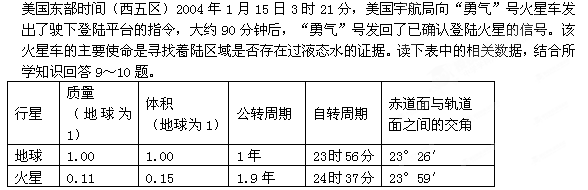 美国东部时间（西五区）2004 年 1 月 15 日 3 时 21 分，美国宇航局向“勇气”号火星车发
出了驶下登陆平台的指令，大约 90 分钟后，“勇气”号发回了已确认登陆火星的信号。该
火星车的主要使命是寻找着陆区域是否存在过液态水的证据。读下表中的相关数据，结合所
学知识回答 9～10 题。
行星 质量（地球为1） 体积（地球为1） 公转周期 自转周期 赤道面与轨道面之间的交角
地球 1.00 1.00 1 年 23 时 56 分 23° 26′
火星 0.11 0.15 1.9 年 24 时 37 分 23° 59′